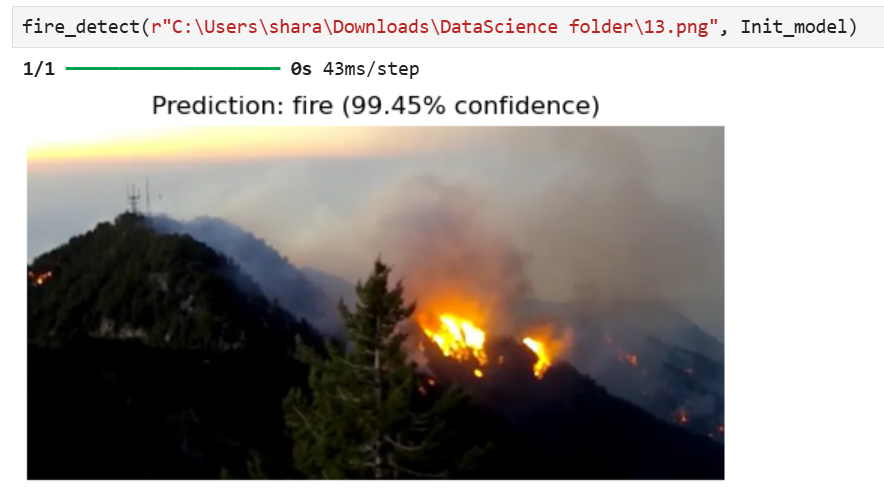 fire_detect(r"C:\Users\shara\Downloads\DataScience folder\13.png", Init_model)
1/1 ━━━━━━━━━━━━━━━━━━━━ 0s 43ms/step
Prediction: fire (99.45% confidence)